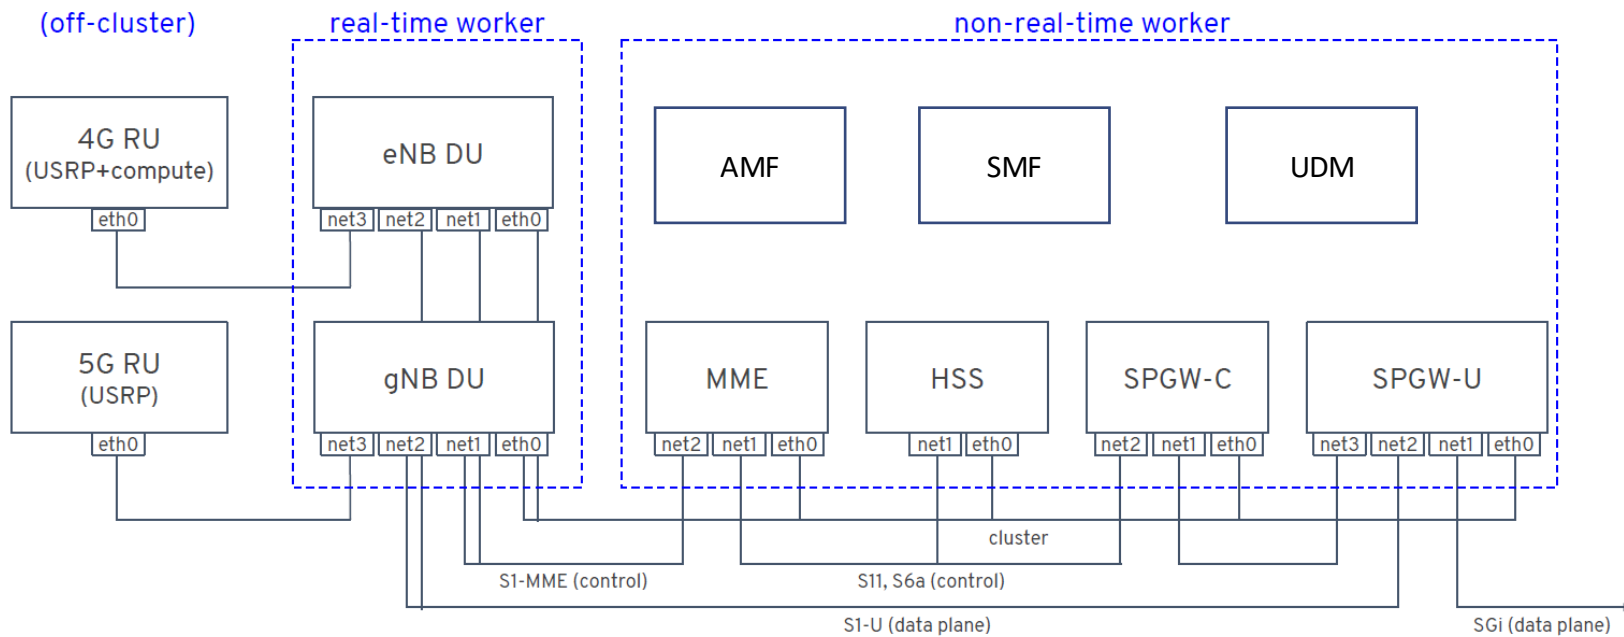 (off-cluster)
real-time worker
non-real-time worker
4G RU
(USRP+compute)
eth0
eNB DU
net3 net2 net1 eth0
AMF
SMF
UDM
5G RU
(USRP)
eth0
gNB DU
net3 net2 net1 eth0
MME
net2 net1 eth0
HSS
net1 eth0
SPGW-C
net2 net1 eth0
SPGW-U
net3 net2 net1 eth0
cluster
S1-MME (control)
S11, S6a (control)
S1-U (data plane)
SGi (data plane)